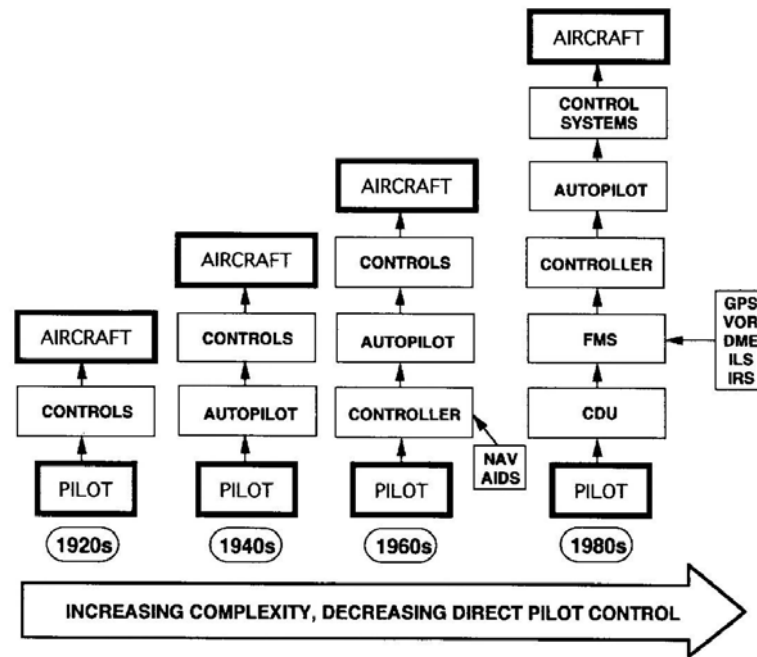 AIRCRAFT
CONTROLS
PILOT
1920s
AIRCRAFT
CONTROLS
AUTOPILOT
PILOT
1940s
AIRCRAFT
CONTROLS
AUTOPILOT
CONTROLLER
NAV
AIDS
PILOT
1960s
AIRCRAFT
CONTROL
SYSTEMS
AUTOPILOT
CONTROLLER
FMS
GPS
VOR
DME
ILS
IRS
CDU
PILOT
1980s
INCREASING COMPLEXITY, DECREASING DIRECT PILOT CONTROL